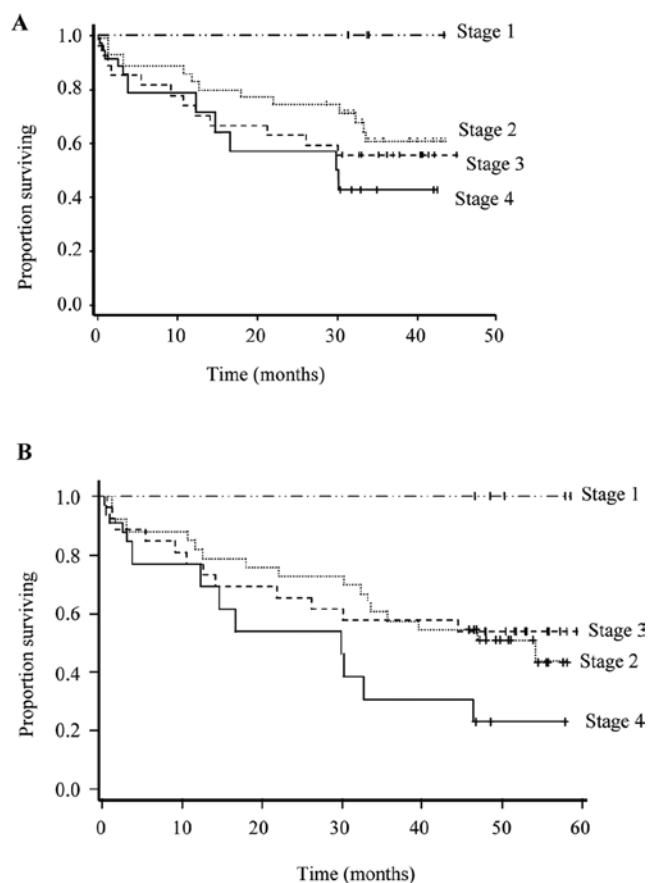 A
1.0
0.8
0.6
0.4
0.2
0.0
Proportion surviving
Stage 1
Stage 2
Stage 3
Stage 4
0 10 20 30 40 50
Time (months)
B
1.0
0.8
0.6
0.4
0.2
0.0
Proportion surviving
Stage 1
Stage 3
Stage 2
Stage 4
0 10 20 30 40 50 60
Time (months)